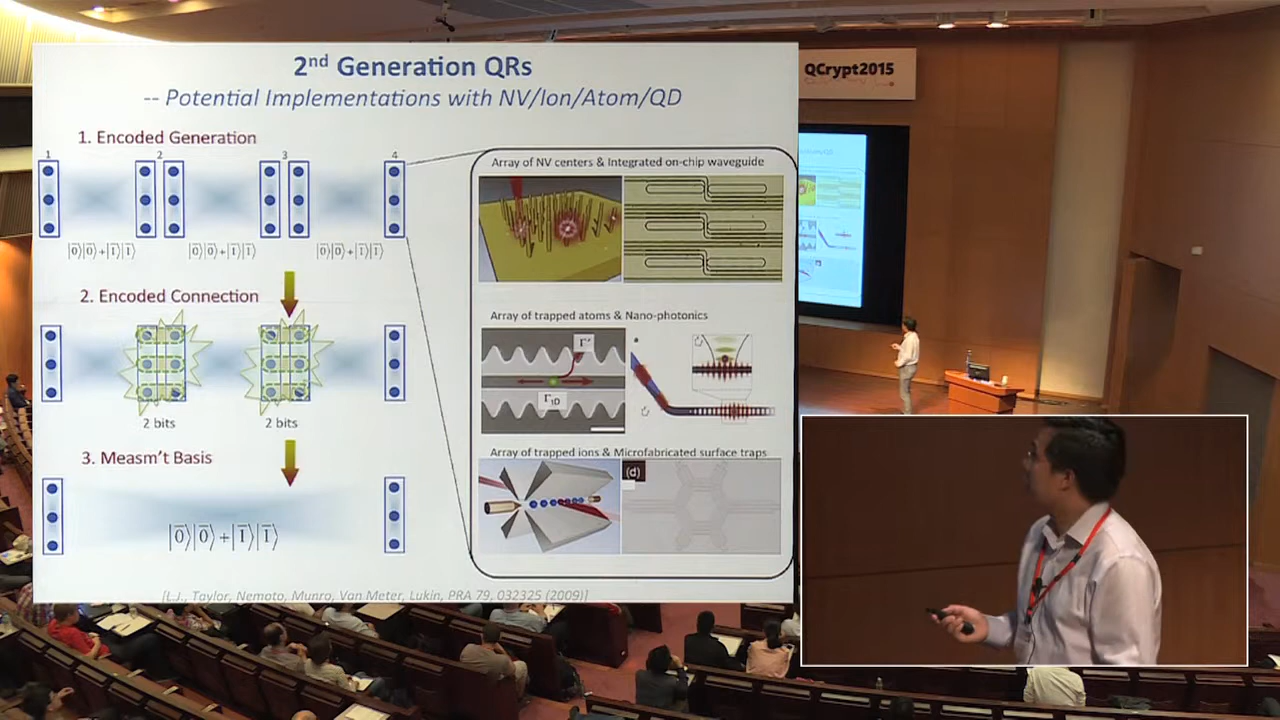 2nd Generation QRs
-- Potential Implementations with NV/Ion/Atom/QD
QCrypt2015
1. Encoded Generation
1 2 3 4
|0̅⟩|0̅⟩+|1̅⟩|1̅⟩ |0̅⟩|0̅⟩+|1̅⟩|1̅⟩ |0̅⟩|0̅⟩+|1̅⟩|1̅⟩
2. Encoded Connection
2 bits 2 bits
3. Measm't Basis
|0̅⟩|0̅⟩+|1̅⟩|1̅⟩
Array of NV centers & Integrated on-chip waveguide
Array of trapped atoms & Nano-photonics
Γ'
Γ1D
Array of trapped ions & Microfabricated surface traps
(d)
[L.J., Taylor, Nemoto, Munro, Van Meter, Lukin, PRA 79, 032325 (2009)]